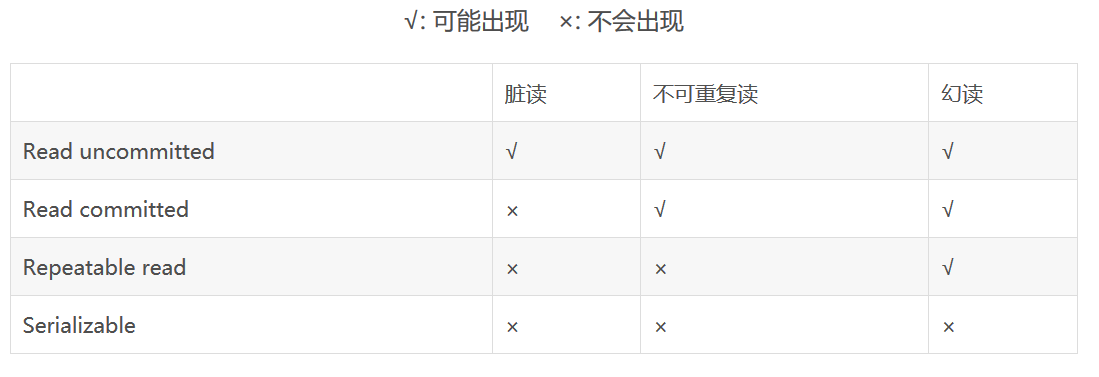 √: 可能出现 ×: 不会出现
脏读 不可重复读 幻读
Read uncommitted √ √ √
Read committed × √ √
Repeatable read × × √
Serializable × × ×